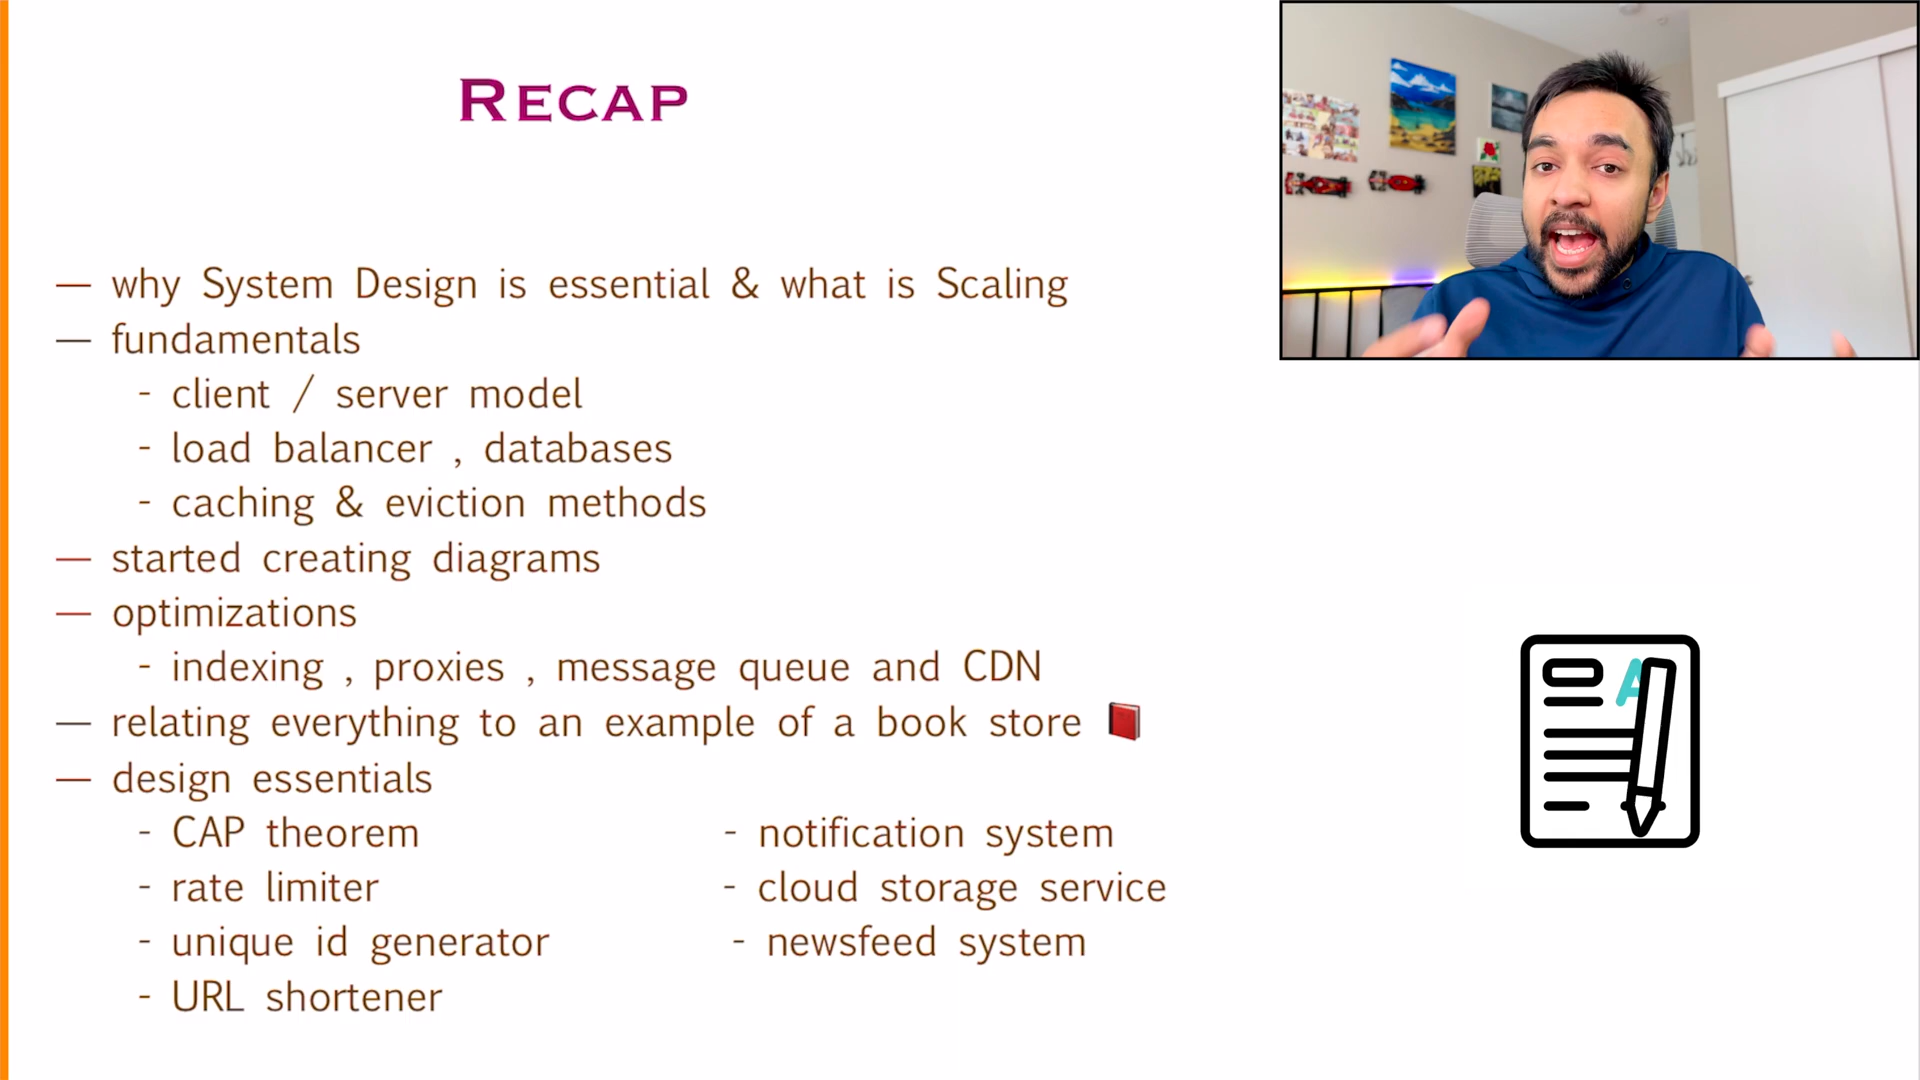 RECAP
— why System Design is essential & what is Scaling
— fundamentals
- client / server model
- load balancer , databases
- caching & eviction methods
— started creating diagrams
— optimizations
- indexing , proxies , message queue and CDN
— relating everything to an example of a book store 📕
— design essentials
- CAP theorem
- rate limiter
- unique id generator
- URL shortener
- notification system
- cloud storage service
- newsfeed system
A